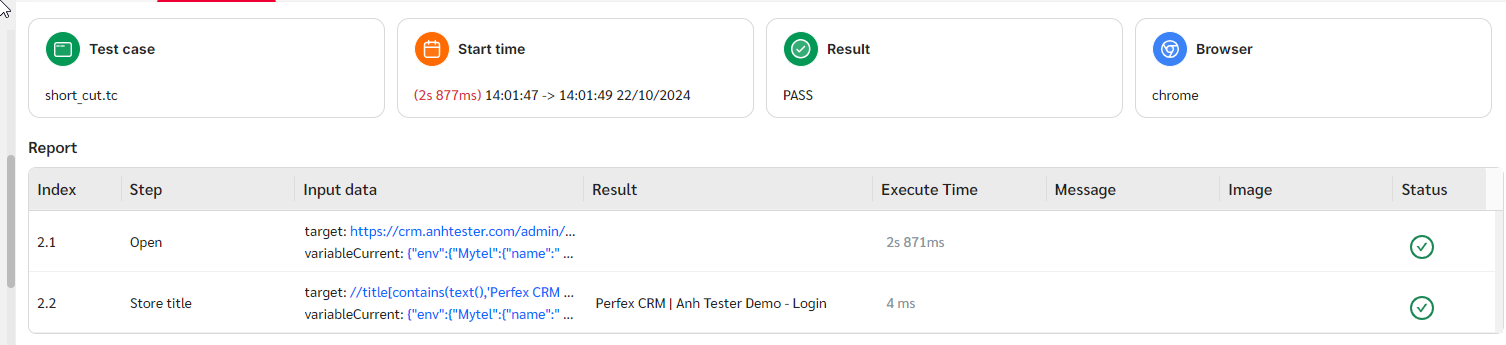 Test case
short_cut.tc
Start time
(2s 877ms) 14:01:47 -> 14:01:49 22/10/2024
Result
PASS
Browser
chrome
Report
Index Step Input data Result Execute Time Message Image Status
2.1 Open target: https://crm.anhtester.com/admin/... 2s 871ms
variableCurrent: {"env":{"Mytel":{"name":" ...
2.2 Store title target: //title[contains(text(),'Perfex CRM ... Perfex CRM | Anh Tester Demo - Login 4 ms
variableCurrent: {"env":{"Mytel":{"name":" ...